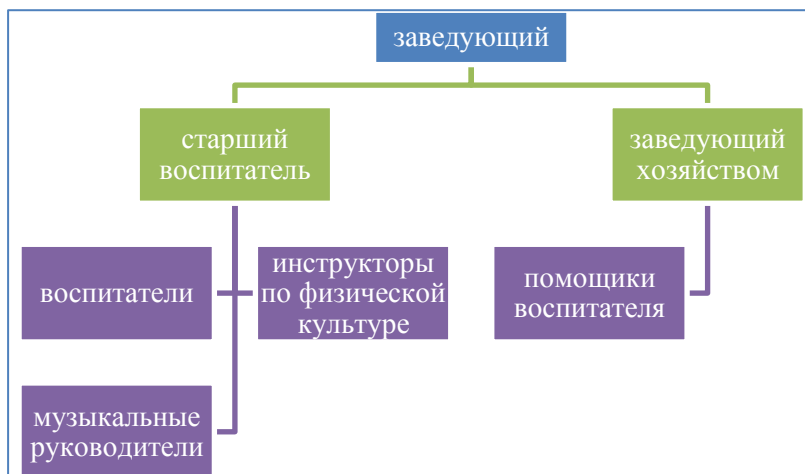 заведующий
старший
воспитатель
заведующий
хозяйством
воспитатели
инструкторы
по физической
культуре
помощики
воспитателя
музыкальные
руководители